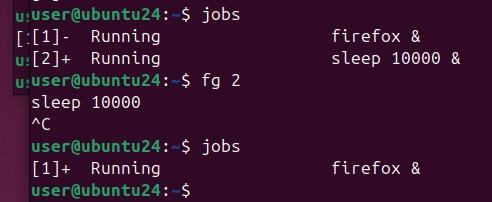 user@ubuntu24:~$ jobs
[1]-  Running                 firefox &
[2]+  Running                 sleep 10000 &
user@ubuntu24:~$ fg 2
sleep 10000
^C
user@ubuntu24:~$ jobs
[1]+  Running                 firefox &
user@ubuntu24:~$